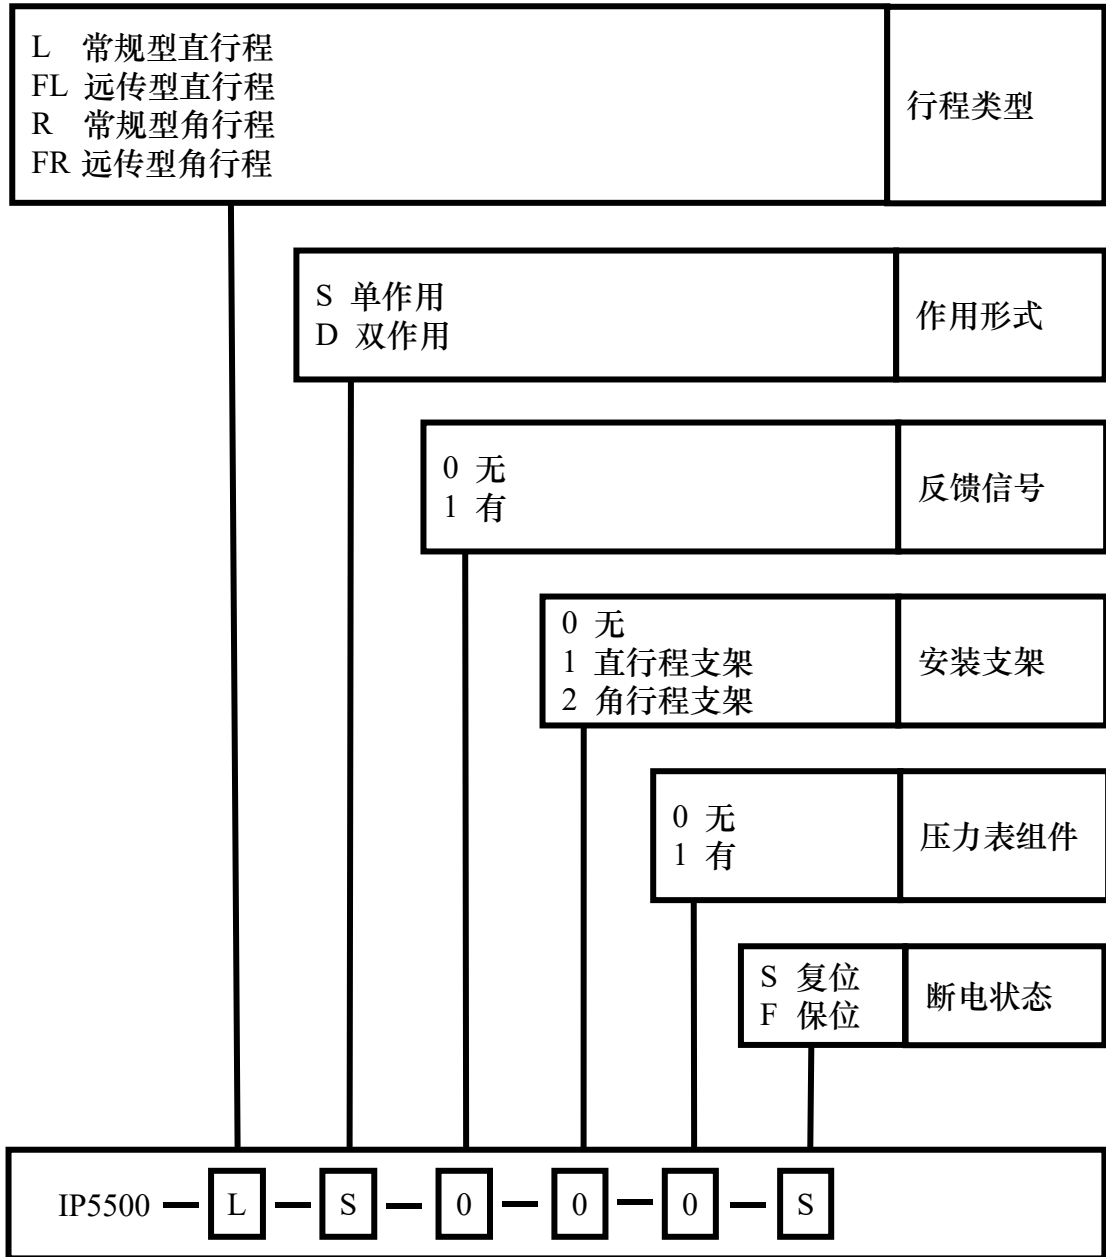 L 常规型直行程
FL 远传型直行程
R 常规型角行程
FR 远传型角行程
行程类型
S 单作用
D 双作用
作用形式
0 无
1 有
反馈信号
0 无
1 直行程支架
2 角行程支架
安装支架
0 无
1 有
压力表组件
S 复位
F 保位
断电状态
IP5500 — L — S — 0 — 0 — 0 — S